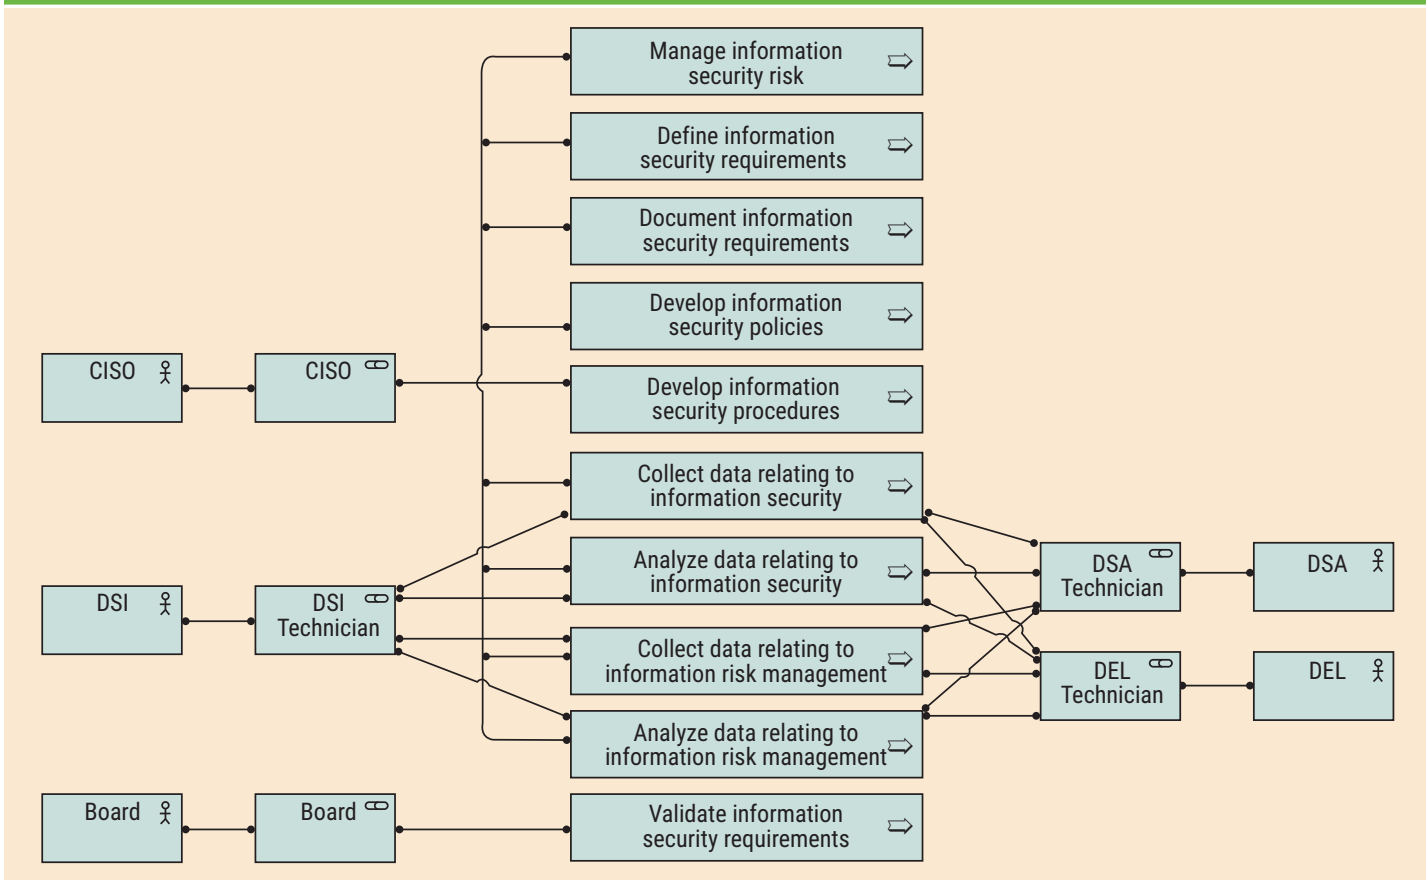 Manage information
security risk
Define information
security requirements
Document information
security requirements
Develop information
security policies
CISO
CISO
Develop information
security procedures
Collect data relating to
information security
DSI
DSI
Technician
Analyze data relating to
information security
DSA
Technician
DSA
Collect data relating to
information risk management
DEL
Technician
DEL
Analyze data relating to
information risk management
Board
Board
Validate information
security requirements